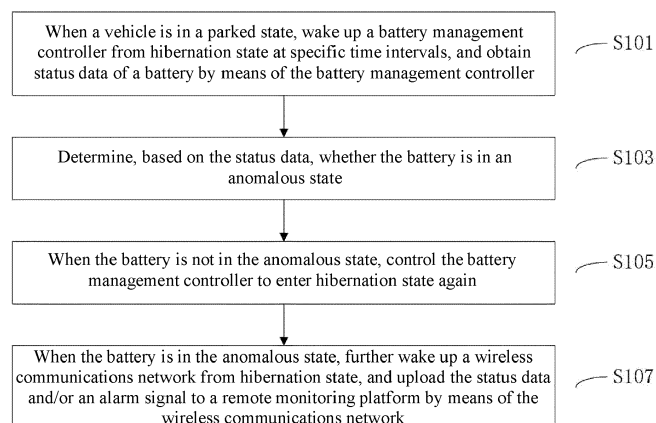 When a vehicle is in a parked state, wake up a battery management
controller from hibernation state at specific time intervals, and obtain
status data of a battery by means of the battery management controller
S101
Determine, based on the status data, whether the battery is in an
anomalous state
S103
When the battery is not in the anomalous state, control the battery
management controller to enter hibernation state again
S105
When the battery is in the anomalous state, further wake up a wireless
communications network from hibernation state, and upload the status data
and/or an alarm signal to a remote monitoring platform by means of the
wireless communications network
S107